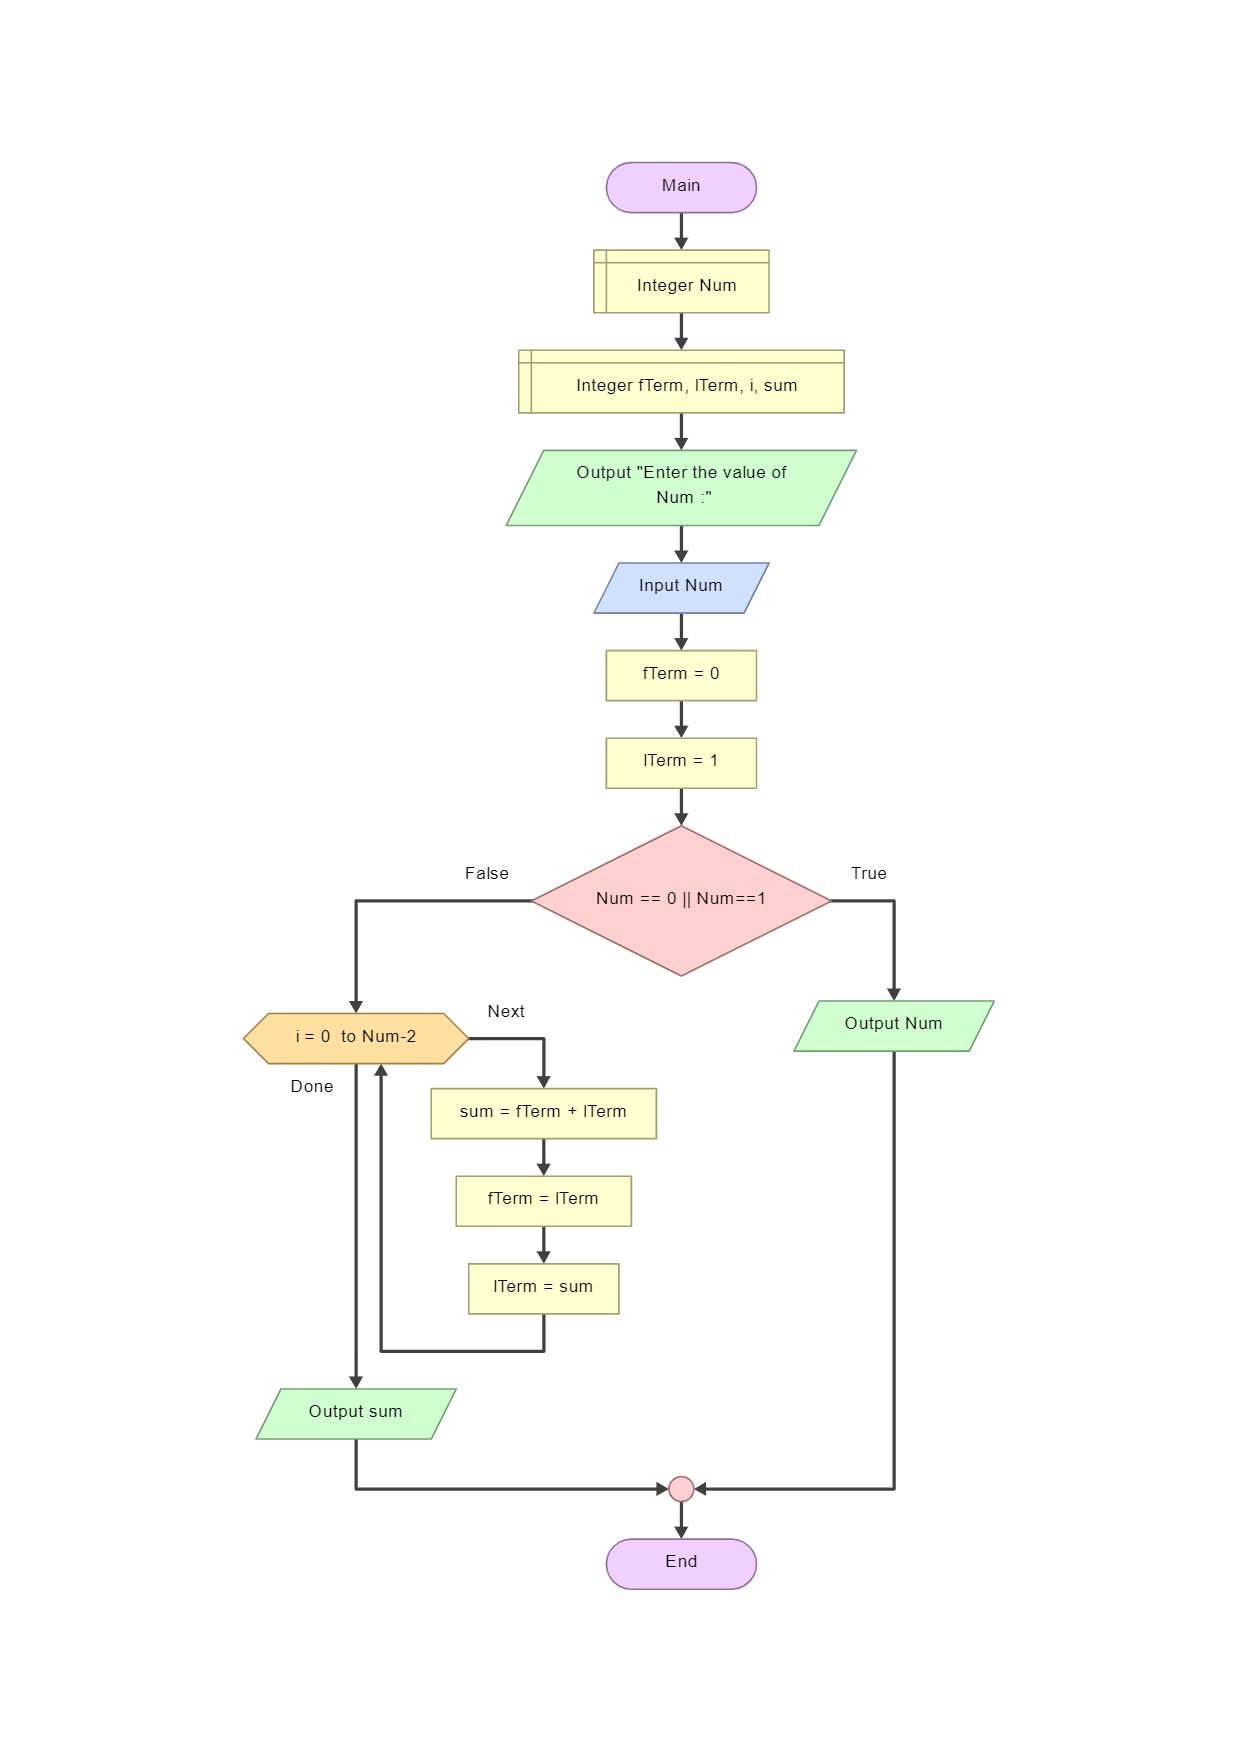 Main
Integer Num
Integer fTerm, lTerm, i, sum
Output "Enter the value of
Num :"
Input Num
fTerm = 0
lTerm = 1
False
True
Num == 0 || Num==1
Next
i = 0  to Num-2
Output Num
Done
sum = fTerm + lTerm
fTerm = lTerm
lTerm = sum
Output sum
End